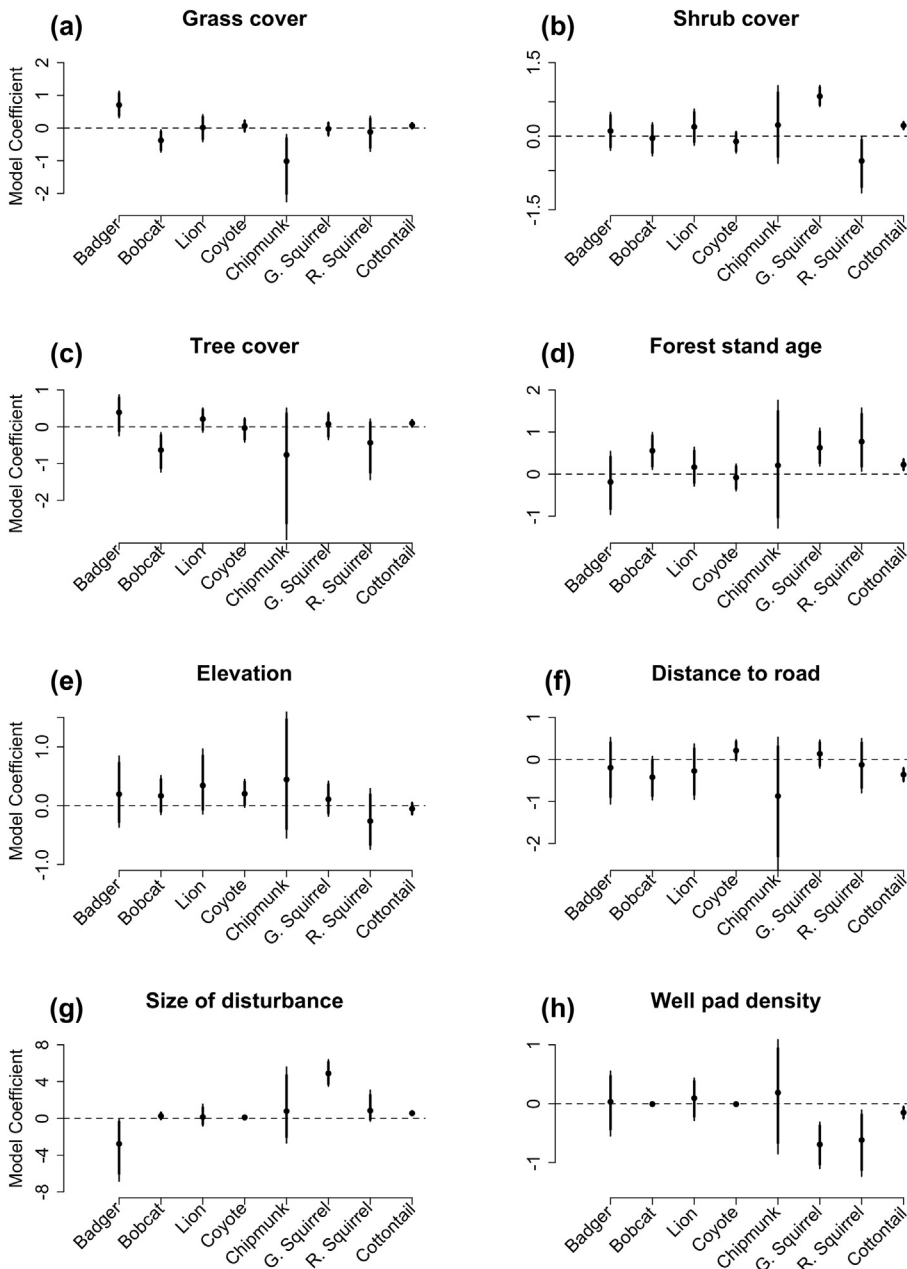 (a) Grass cover
Model Coefficient
2
1
0
-1
-2
Badger
Bobcat
Lion
Coyote
Chipmunk
G. Squirrel
R. Squirrel
Cottontail
(b) Shrub cover
1.5
0.0
-1.5
Badger
Bobcat
Lion
Coyote
Chipmunk
G. Squirrel
R. Squirrel
Cottontail
(c) Tree cover
Model Coefficient
1
0
-1
-2
Badger
Bobcat
Lion
Coyote
Chipmunk
G. Squirrel
R. Squirrel
Cottontail
(d) Forest stand age
2
1
0
-1
Badger
Bobcat
Lion
Coyote
Chipmunk
G. Squirrel
R. Squirrel
Cottontail
(e) Elevation
Model Coefficient
1.0
0.0
-1.0
Badger
Bobcat
Lion
Coyote
Chipmunk
G. Squirrel
R. Squirrel
Cottontail
(f) Distance to road
1
0
-1
-2
Badger
Bobcat
Lion
Coyote
Chipmunk
G. Squirrel
R. Squirrel
Cottontail
(g) Size of disturbance
Model Coefficient
8
4
0
-4
-8
Badger
Bobcat
Lion
Coyote
Chipmunk
G. Squirrel
R. Squirrel
Cottontail
(h) Well pad density
1
0
-1
Badger
Bobcat
Lion
Coyote
Chipmunk
G. Squirrel
R. Squirrel
Cottontail